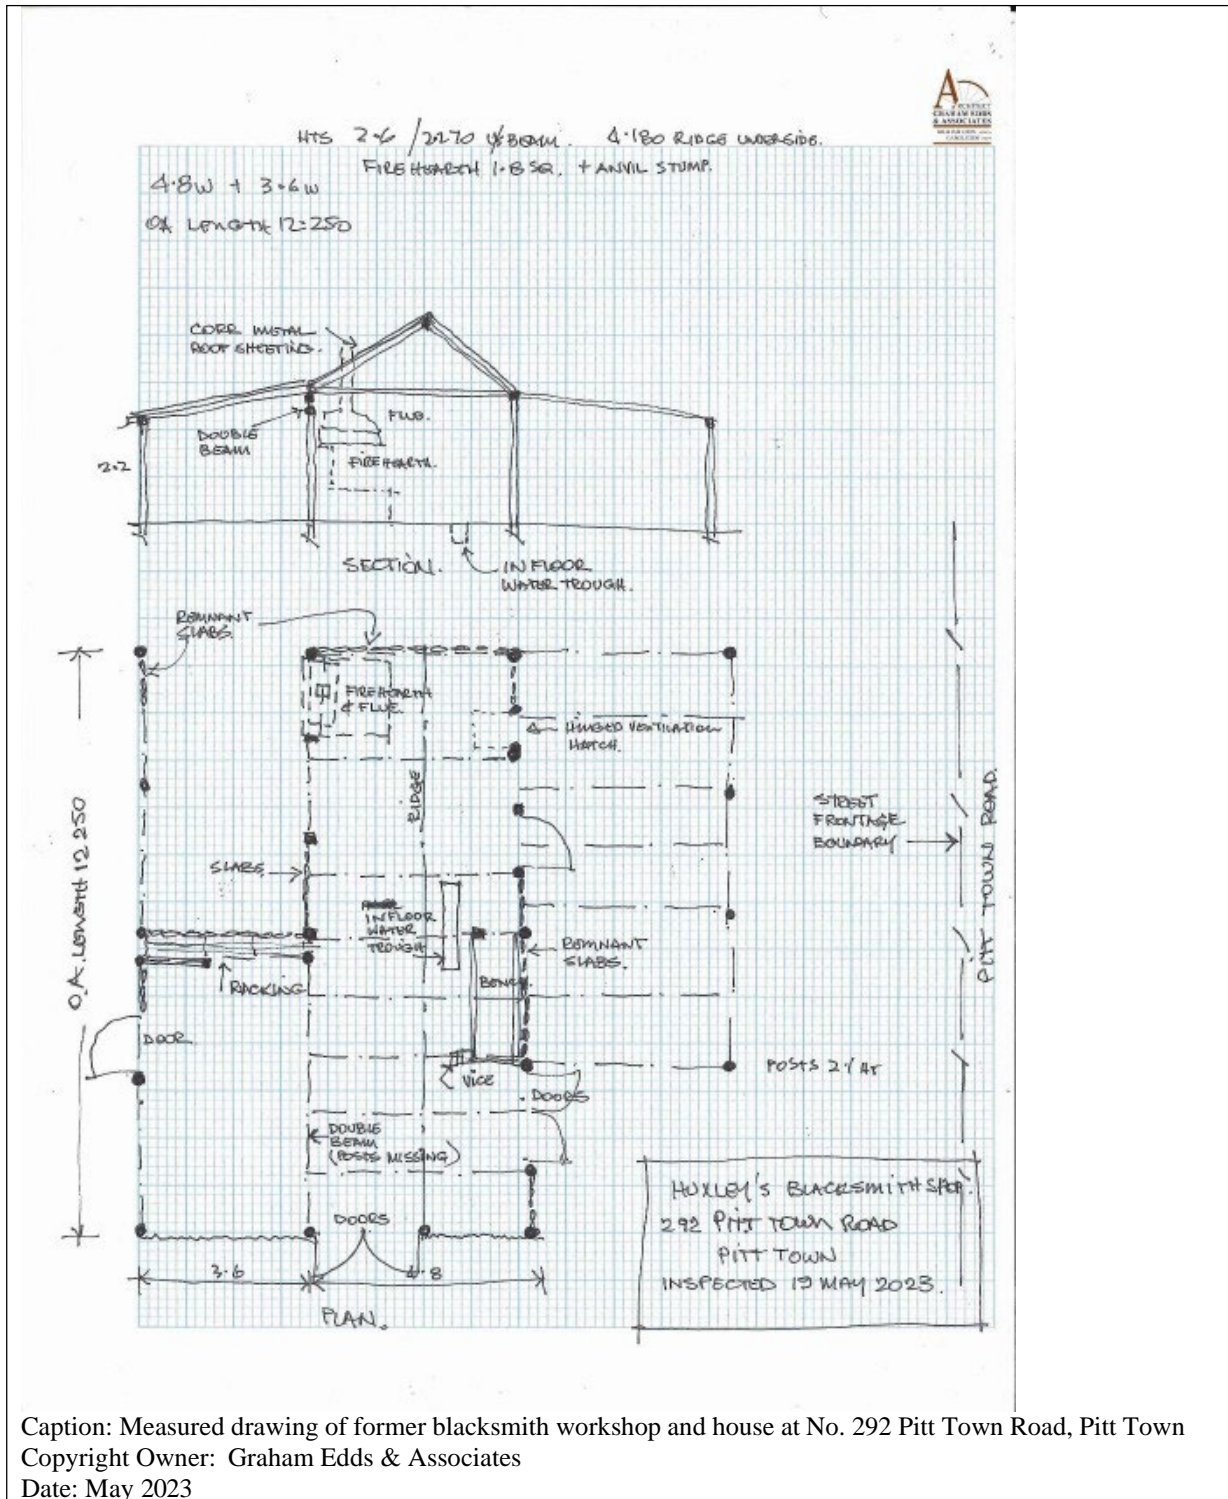 ARCHITECT
GRAHAM EDDS
& ASSOCIATES
HTS 2.6 / 2270 U/S BEAM. 4.180 RIDGE UNDERSIDE.
FIREHEARTH 1.8 SQ. + ANVIL STUMP.
4.8W + 3.6W
OA LENGTH 12.250
CORR METAL
ROOF SHEETING.
DOUBLE
BEAM
FLUE.
FIREHEARTH.
2.2
SECTION.
IN FLOOR
WATER TROUGH.
REMNANT
SLABS.
FIREHEARTH
& FLUE.
HINGED VENTILATION
HATCH.
RIDGE
O.A. LENGTH 12 250
STREET
FRONTAGE
BOUNDARY
PITT TOWN ROAD.
SLABS
IN FLOOR
WATER
TROUGH
REMNANT
SLABS.
BENCH.
RACKING
DOOR
VICE
DOORS
POSTS 2.1 HT
DOUBLE
BEAM
(POSTS MISSING)
DOORS
3.6
4.8
PLAN.
HUXLEY'S BLACKSMITH SHOP.
292 PITT TOWN ROAD
PITT TOWN
INSPECTED 19 MAY 2023.
Caption: Measured drawing of former blacksmith workshop and house at No. 292 Pitt Town Road, Pitt Town
Copyright Owner: Graham Edds & Associates
Date: May 2023